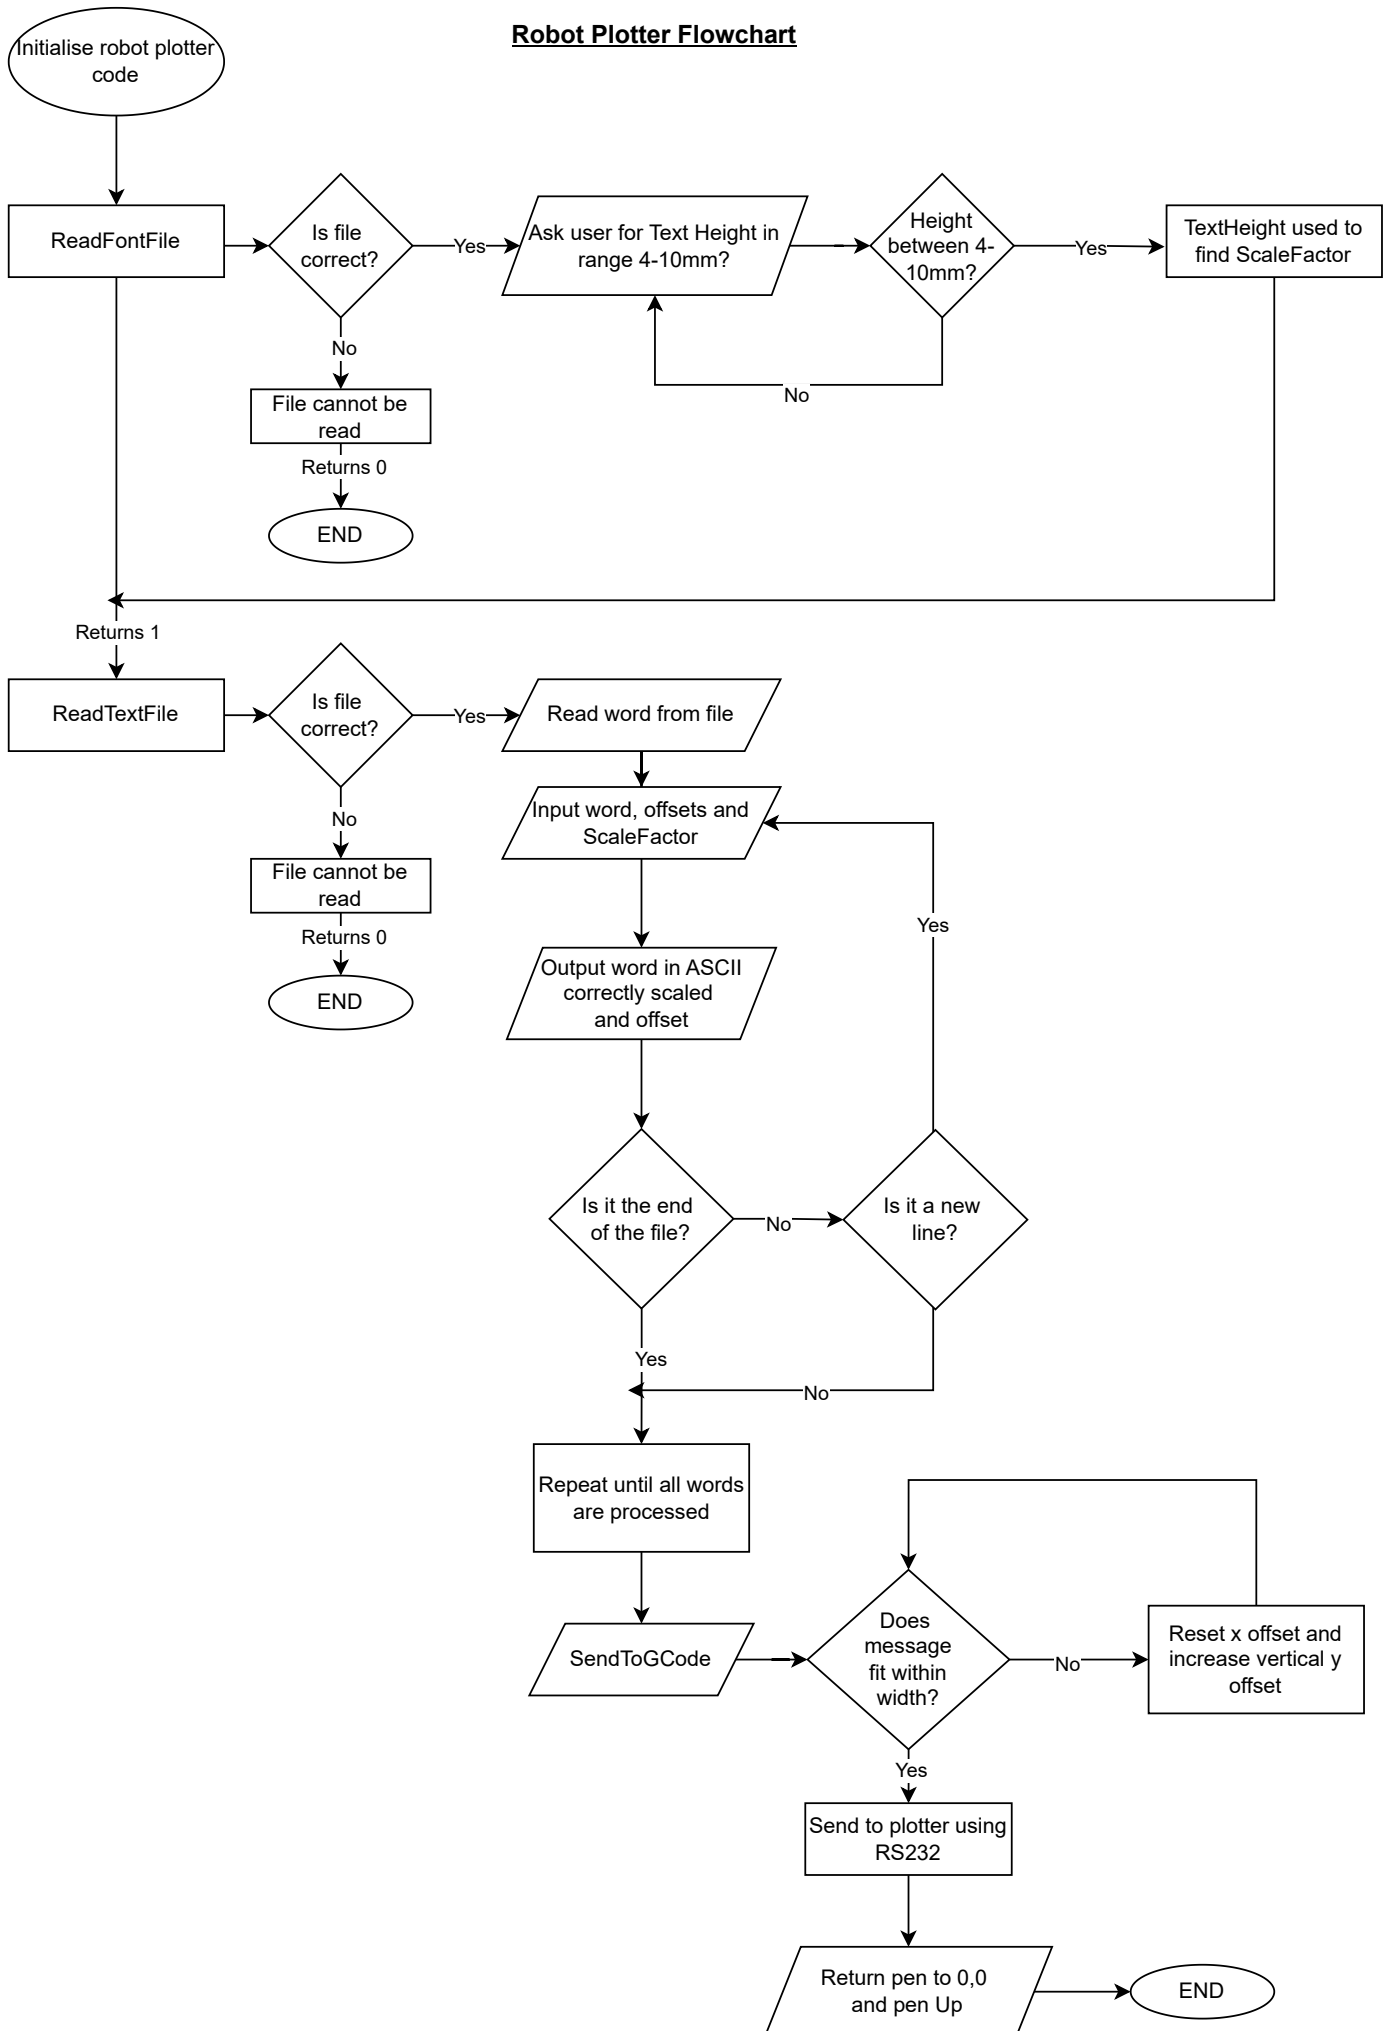 Robot Plotter Flowchart
Initialise robot plotter
code
ReadFontFile
Is file
correct?
Yes
Ask user for Text Height in
range 4-10mm?
Height
between 4-
10mm?
Yes
TextHeight used to
find ScaleFactor
No
No
File cannot be
read
Returns 0
END
Returns 1
ReadTextFile
Is file
correct?
Yes
Read word from file
No
File cannot be
read
Returns 0
END
Input word, offsets and
ScaleFactor
Yes
Output word in ASCII
correctly scaled
and offset
Is it the end
of the file?
No
Is it a new
line?
Yes
No
Repeat until all words
are processed
SendToGCode
Does
message
fit within
width?
No
Reset x offset and
increase vertical y
offset
Yes
Send to plotter using
RS232
Return pen to 0,0
and pen Up
END